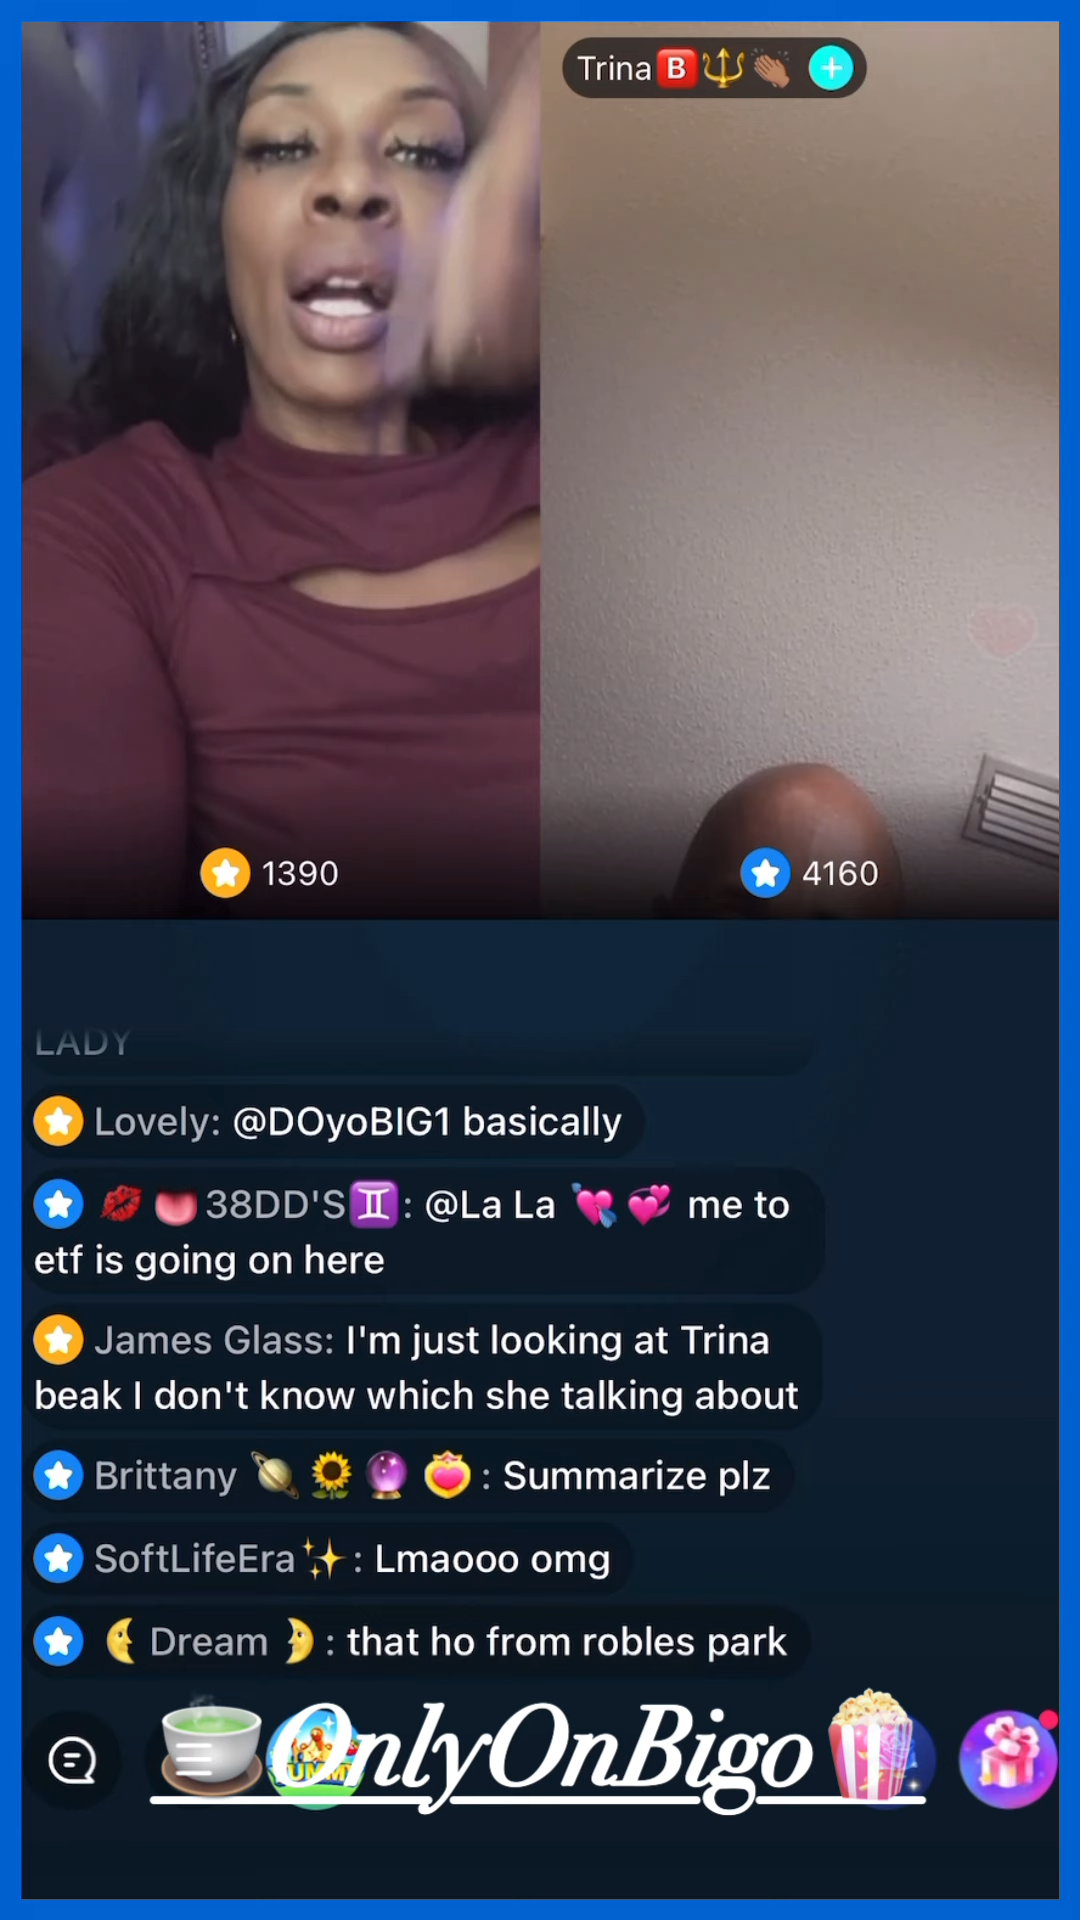 Trina🅱️🔱👏🏽
1390
4160
LADY
Lovely: @DOyoBIG1 basically
💋 👅 38DD'S♊: @La La 💘 💞 me to
etf is going on here
James Glass: I'm just looking at Trina
beak I don't know which she talking about
Brittany 🪐 🌻 🔮 😍 : Summarize plz
SoftLifeEra✨ : Lmaooo omg
🌜 Dream 🌛 : that ho from robles park
🍵OnlyOnBigo🍿